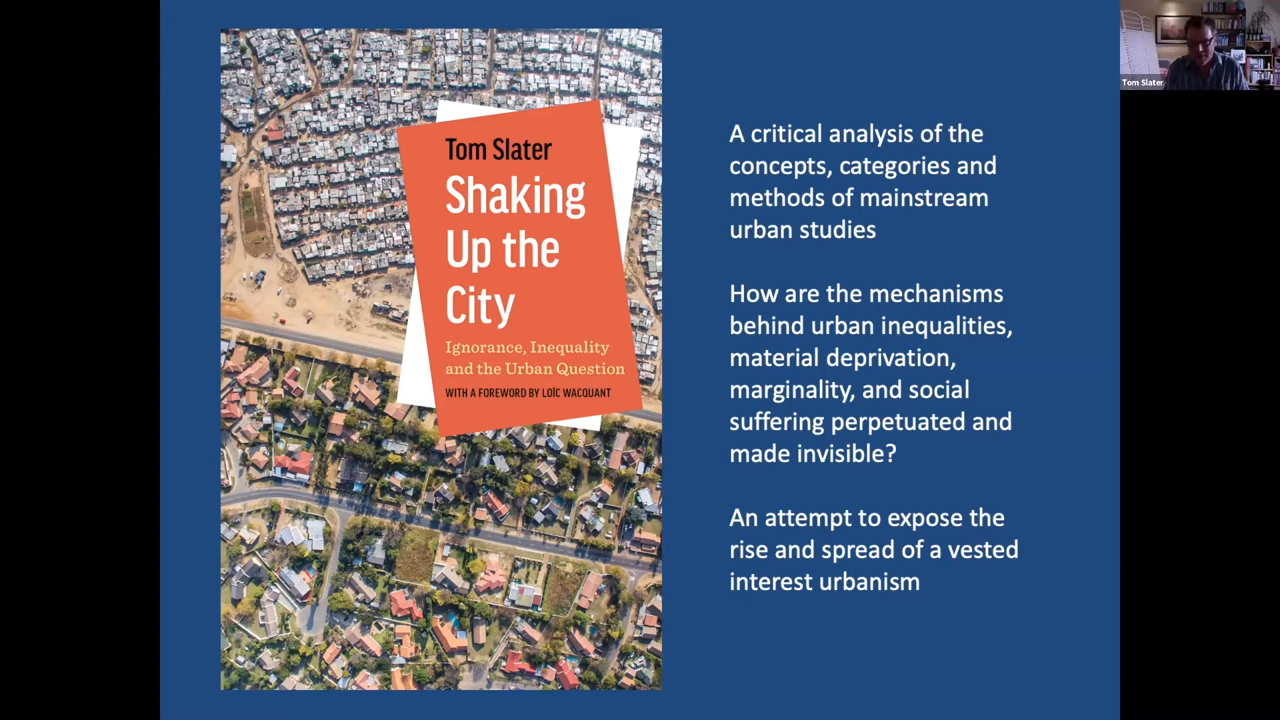 Tom Slater
Shaking
Up the
City
Ignorance, Inequality
and the Urban Question
WITH A FOREWORD BY LOÏC WACQUANT
A critical analysis of the
concepts, categories and
methods of mainstream
urban studies
How are the mechanisms
behind urban inequalities,
material deprivation,
marginality, and social
suffering perpetuated and
made invisible?
An attempt to expose the
rise and spread of a vested
interest urbanism
Tom Slater